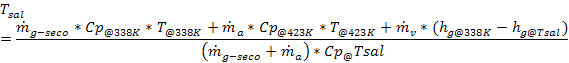 T_sal
= (ṁ_g-seco * Cp_@338K * T_@338K + ṁ_a * Cp_@423K * T_@423K + ṁ_v * (h_g@338K − h_g@Tsal)) / ((ṁ_g-seco + ṁ_a) * Cp_@Tsal)